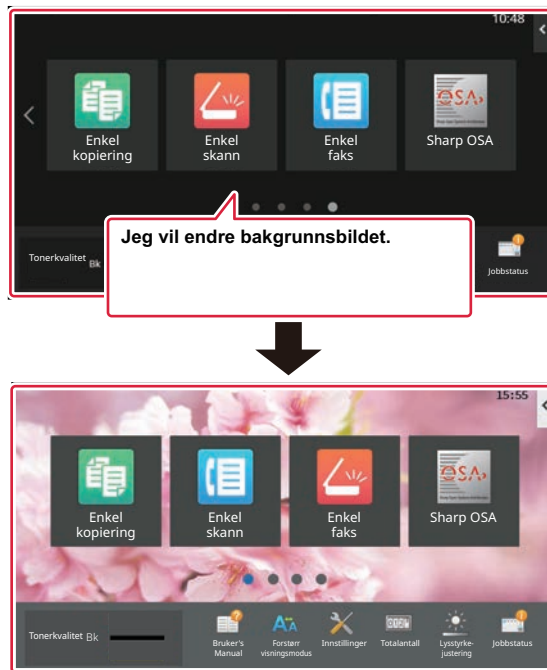 10:48
Enkel
kopiering
Enkel
skann
Enkel
faks
OSA
Sharp OSA
Jeg vil endre bakgrunnsbildet.
Tonerkvalitet Bk
Jobbstatus
15:55
Enkel
kopiering
Enkel
skann
Enkel
faks
OSA
Sharp OSA
Tonerkvalitet Bk
Bruker's
Manual
Forstørr
visningsmodus
Innstillinger
Totalantall
Lysstyrke-
justering
Jobbstatus